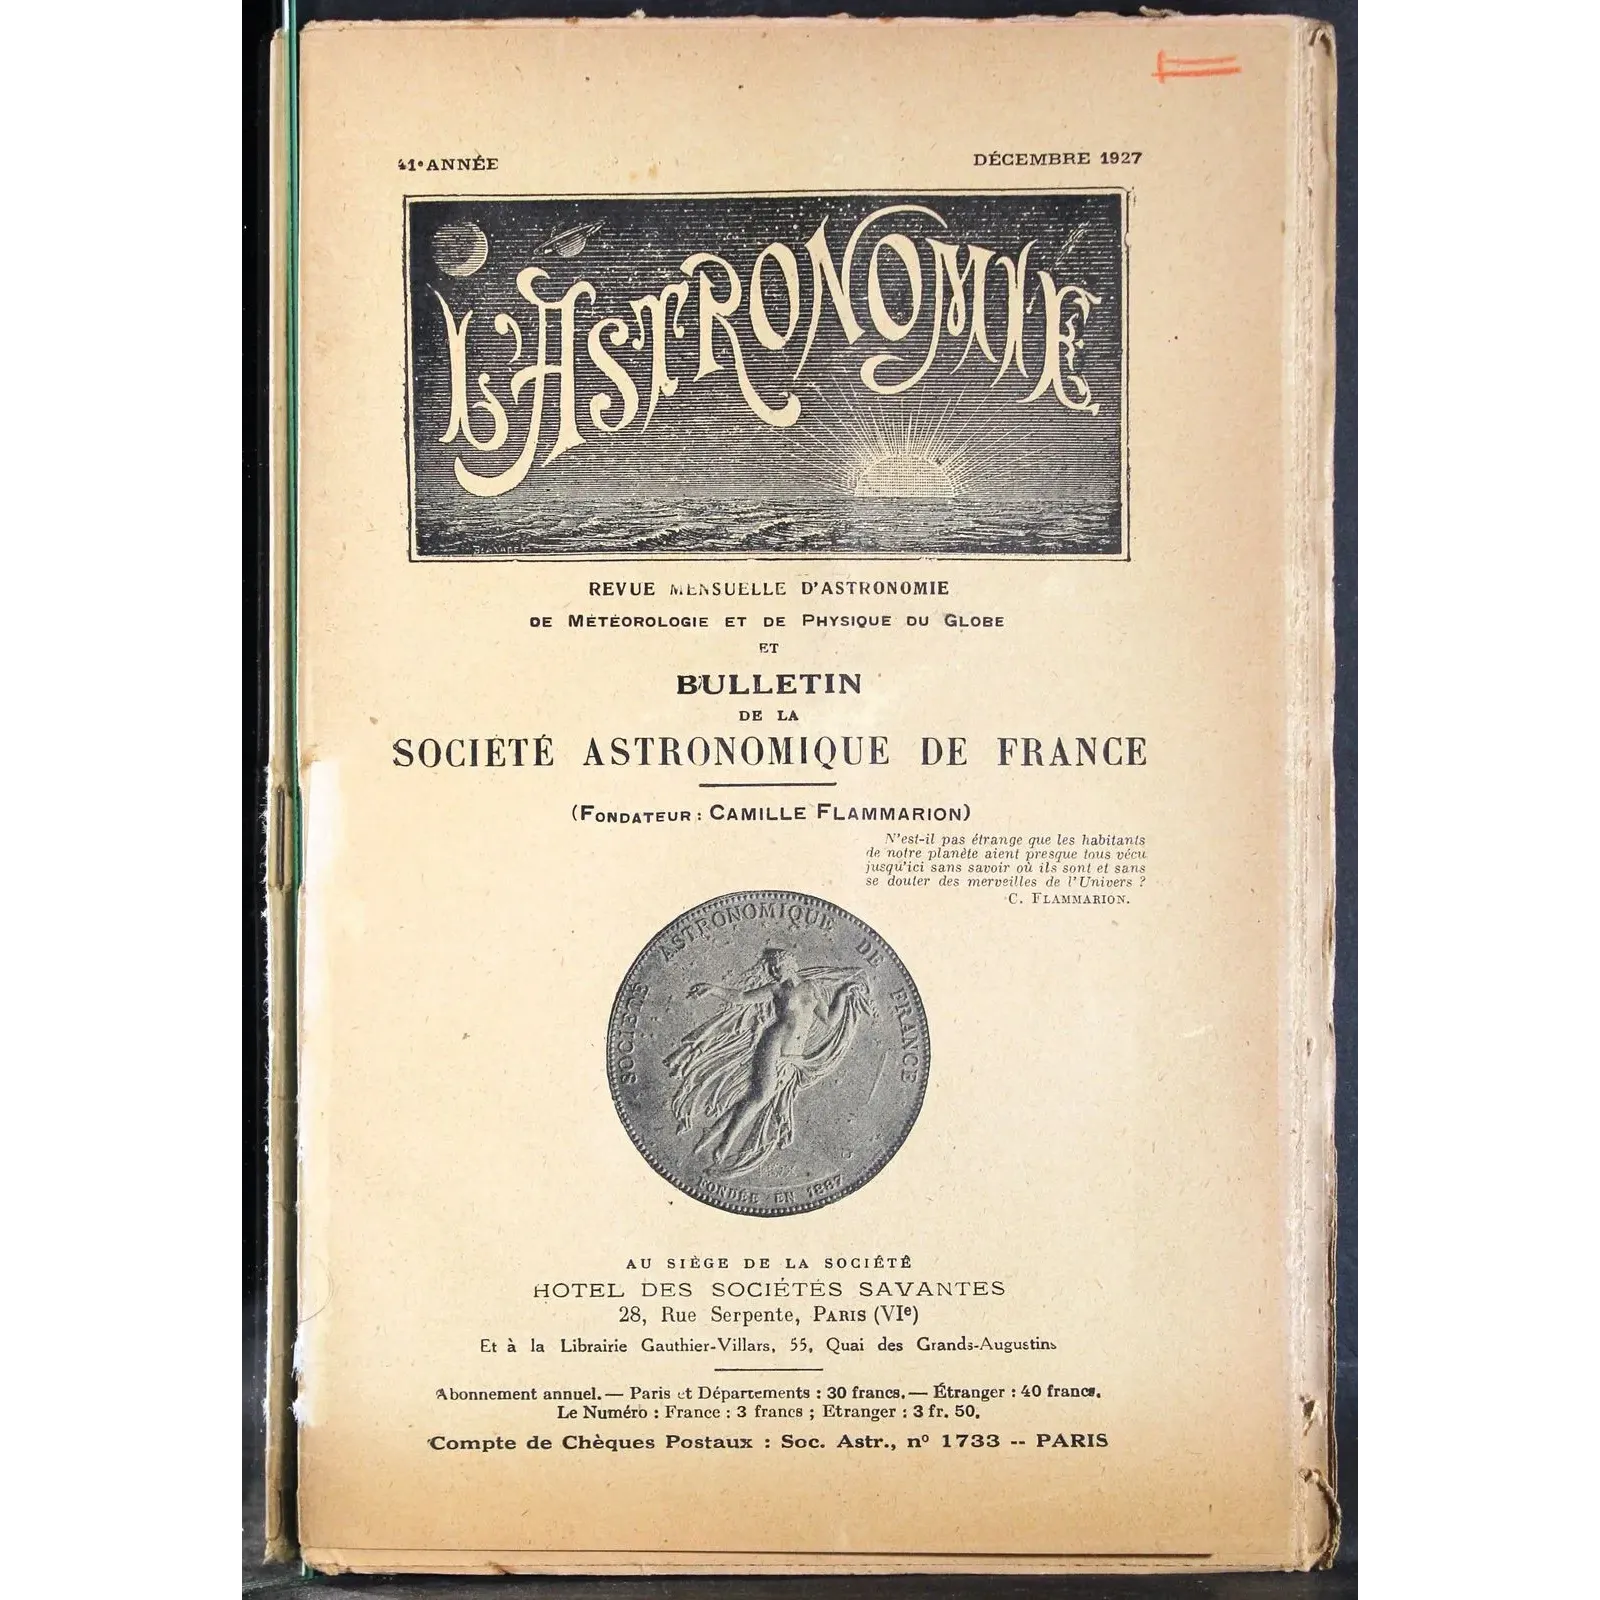 41e ANNÉE
DÉCEMBRE 1927
L'ASTRONOMIE
REVUE MENSUELLE D'ASTRONOMIE
DE MÉTÉOROLOGIE ET DE PHYSIQUE DU GLOBE
ET
BULLETIN
DE LA
SOCIÉTÉ ASTRONOMIQUE DE FRANCE
(FONDATEUR : CAMILLE FLAMMARION)
N'est-il pas étrange que les habitants
de notre planète aient presque tous vécu
jusqu'ici sans savoir où ils sont et sans
se douter des merveilles de l'Univers ?
C. FLAMMARION.
SOCIÉTÉ ASTRONOMIQUE DE FRANCE
FONDÉE EN 1887
AU SIÈGE DE LA SOCIÉTÉ
HOTEL DES SOCIÉTÉS SAVANTES
28, Rue Serpente, PARIS (VIe)
Et à la Librairie Gauthier-Villars, 55, Quai des Grands-Augustins
Abonnement annuel. — Paris et Départements : 30 francs. — Étranger : 40 francs.
Le Numéro : France : 3 francs ; Etranger : 3 fr. 50.
Compte de Chèques Postaux : Soc. Astr., nº 1733 -- PARIS